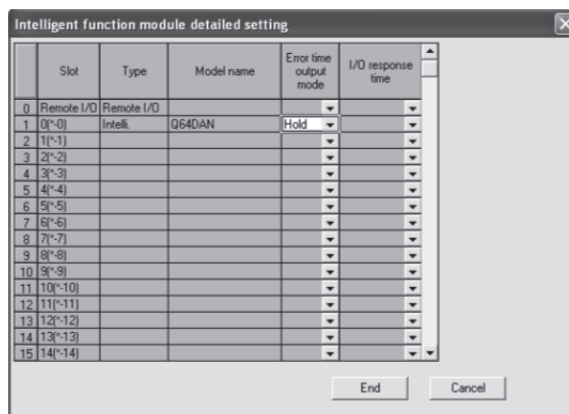 Intelligent function module detailed setting
Slot Type Model name Error time output mode I/O response time
0 Remote I/O Remote I/O
1 0(*-0) Intelli. Q64DAN Hold
2 1(*-1)
3 2(*-2)
4 3(*-3)
5 4(*-4)
6 5(*-5)
7 6(*-6)
8 7(*-7)
9 8(*-8)
10 9(*-9)
11 10(*-10)
12 11(*-11)
13 12(*-12)
14 13(*-13)
15 14(*-14)
End Cancel